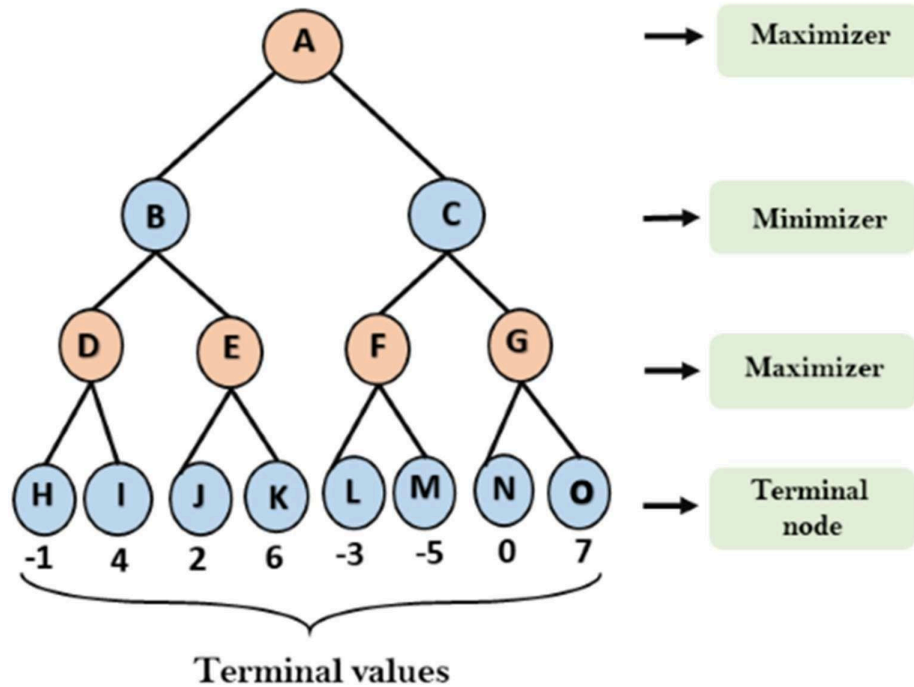 A
Maximizer
B
C
Minimizer
D
E
F
G
Maximizer
H
I
J
K
L
M
N
O
Terminal
node
-1
4
2
6
-3
-5
0
7
Terminal values